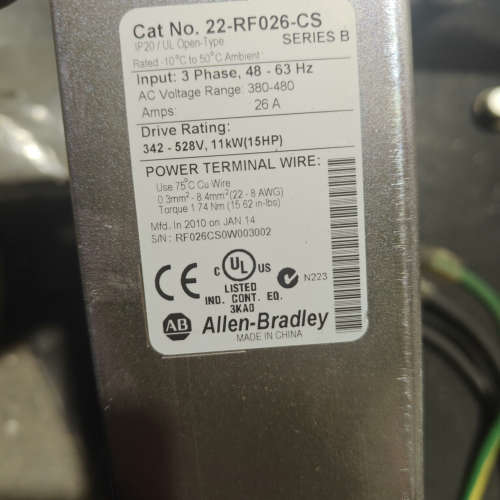 Cat No. 22-RF026-CS
IP20 / UL Open-Type SERIES B
Rated -10°C to 50°C Ambient
Input: 3 Phase, 48 - 63 Hz
AC Voltage Range: 380-480
Amps: 26 A
Drive Rating:
342 - 528V, 11kW(15HP)
POWER TERMINAL WIRE:
Use 75°C Cu Wire
0.3mm² - 8.4mm² (22 - 8 AWG)
Torque 1.74 Nm (15.62 in-lbs)
Mfd. in 2010 on JAN.14
S/N : RF026CS0W003002
CE
C UL US
N223
LISTED
IND. CONT. EQ.
3KA0
AB Allen-Bradley
MADE IN CHINA